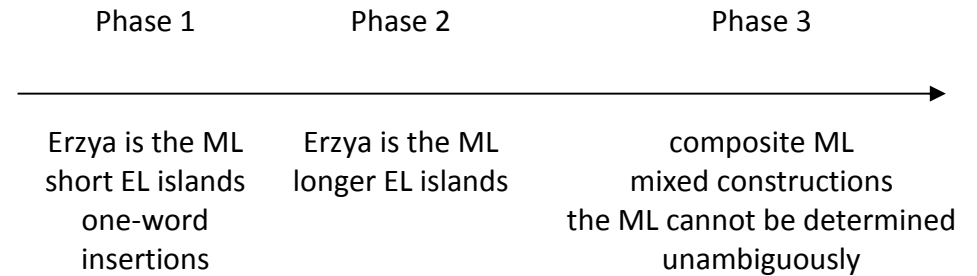 Phase 1 Phase 2 Phase 3
Erzya is the ML Erzya is the ML composite ML
short EL islands longer EL islands mixed constructions
one-word the ML cannot be determined
insertions unambiguously